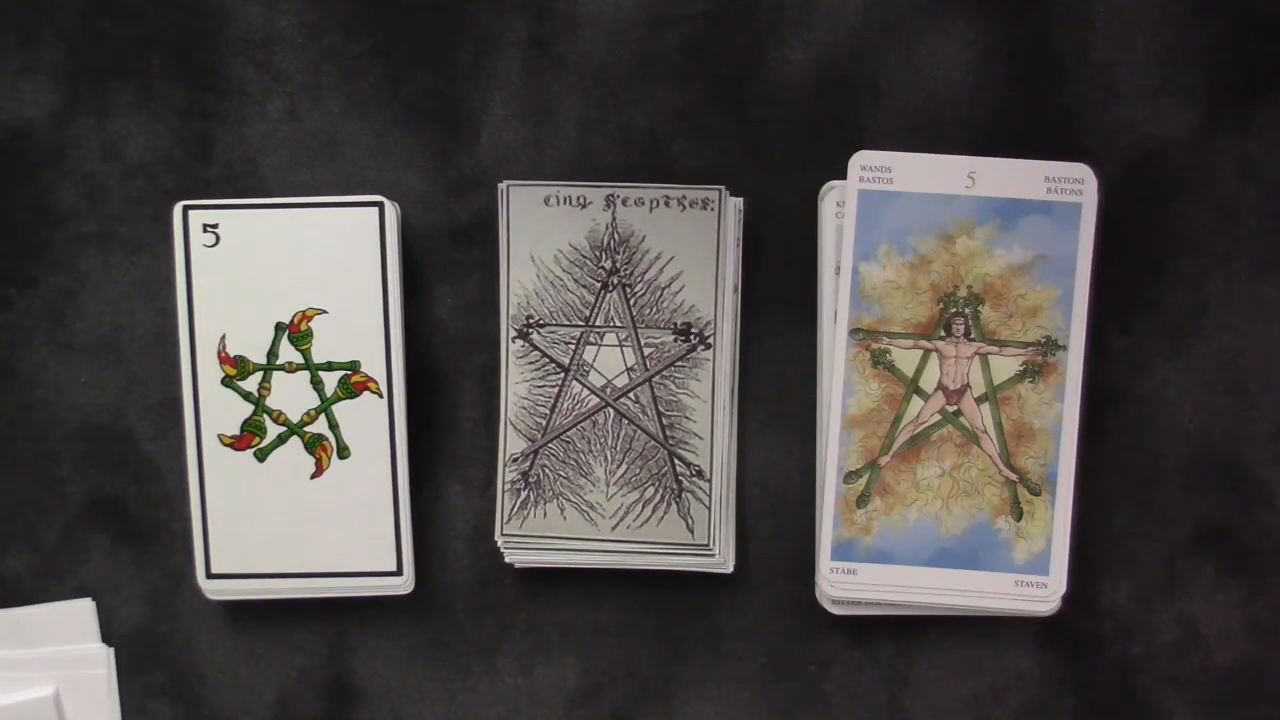 5
cinq Sceptres:
WANDS
BASTOS
5
BASTONI
BÂTONS
STÄBE
STAVEN